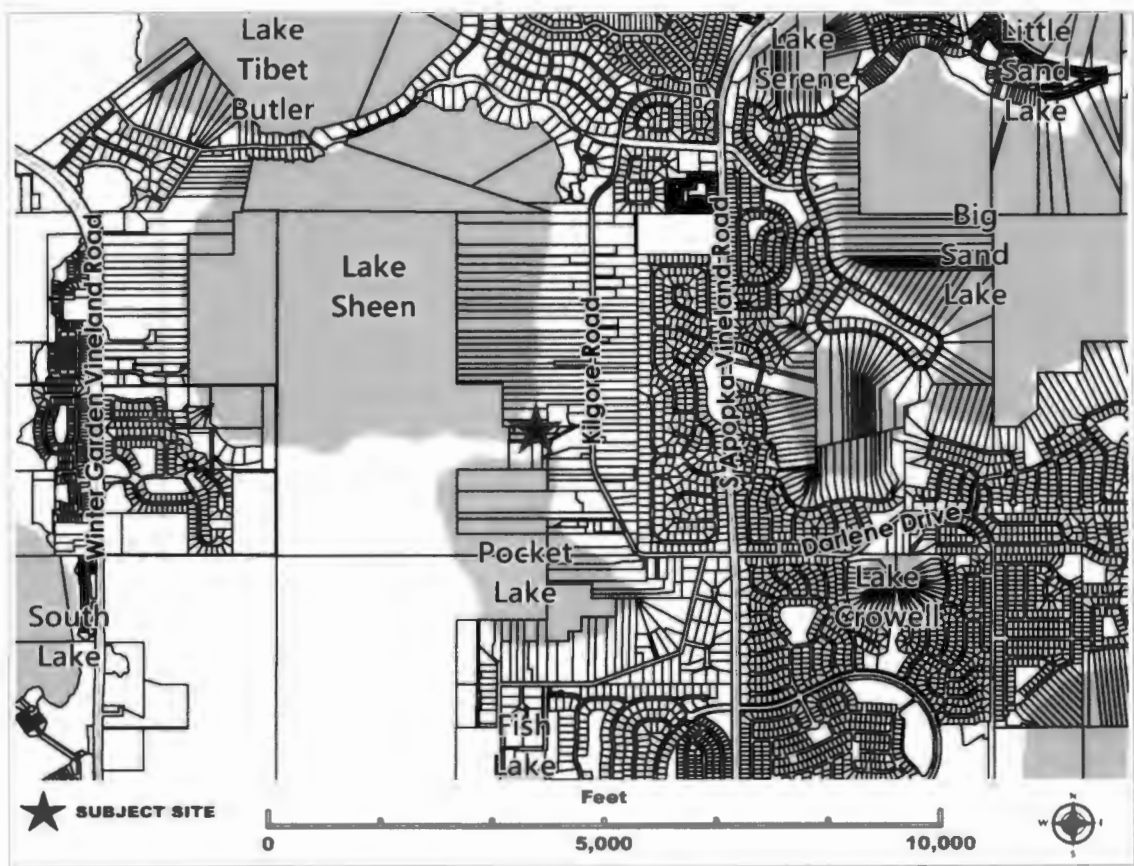 Lake
Tibet
Butler
Lake
Serene
Little
Sand
Lake
Big
Sand
Lake
Lake
Sheen
Winter Garden-Vineland Road
Kilgore Road
S Apopka-Vineland Road
Darlene Drive
Pocket
Lake
Lake
Crowell
South
Lake
Fish
Lake
SUBJECT SITE
Feet
0
5,000
10,000
N
W
E
S